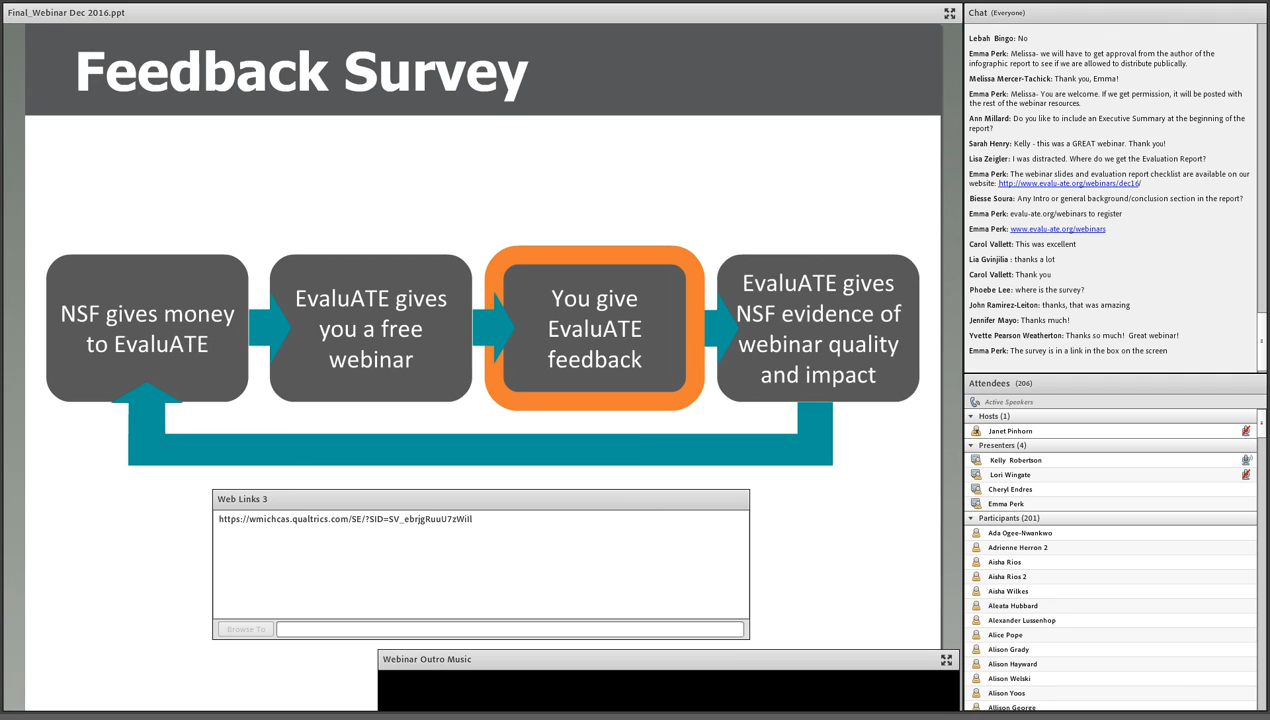 Final_Webinar Dec 2016.ppt
Feedback Survey
NSF gives money
to EvaluATE
EvaluATE gives
you a free
webinar
You give
EvaluATE
feedback
EvaluATE gives
NSF evidence of
webinar quality
and impact
Web Links 3
https://wmichcas.qualtrics.com/SE/?SID=SV_ebrjgRuuU7zWiIl
Browse To
Webinar Outro Music
Chat (Everyone)
Lebah Bingo: No
Emma Perk: Melissa- we will have to get approval from the author of the
infographic report to see if we are allowed to distribute publically.
Melissa Mercer-Tachick: Thank you, Emma!
Emma Perk: Melissa- You are welcome. If we get permission, it will be posted with
the rest of the webinar resources.
Ann Millard: Do you like to include an Executive Summary at the beginning of the
report?
Sarah Henry: Kelly - this was a GREAT webinar. Thank you!
Lisa Zeigler: I was distracted. Where do we get the Evaluation Report?
Emma Perk: The webinar slides and evaluation report checklist are available on our
website: http://www.evalu-ate.org/webinars/dec16/
Biesse Soura: Any Intro or general background/conclusion section in the report?
Emma Perk: evalu-ate.org/webinars to register
Emma Perk: www.evalu-ate.org/webinars
Carol Vallett: This was excellent
Lia Gvinjilia : thanks a lot
Carol Vallett: Thank you
Phoebe Lee: where is the survey?
John Ramirez-Leiton: thanks, that was amazing
Jennifer Mayo: Thanks much!
Yvette Pearson Weatherton: Thanks so much! Great webinar!
Emma Perk: The survey is in a link in the box on the screen
Attendees (206)
Active Speakers
Hosts (1)
Janet Pinhorn
Presenters (4)
Kelly Robertson
Lori Wingate
Cheryl Endres
Emma Perk
Participants (201)
Ada Ogee-Nwankwo
Adrienne Herron 2
Aisha Rios
Aisha Rios 2
Aisha Wilkes
Aleata Hubbard
Alexander Lussenhop
Alice Pope
Alison Grady
Alison Hayward
Alison Welski
Alison Yoos
Allison George